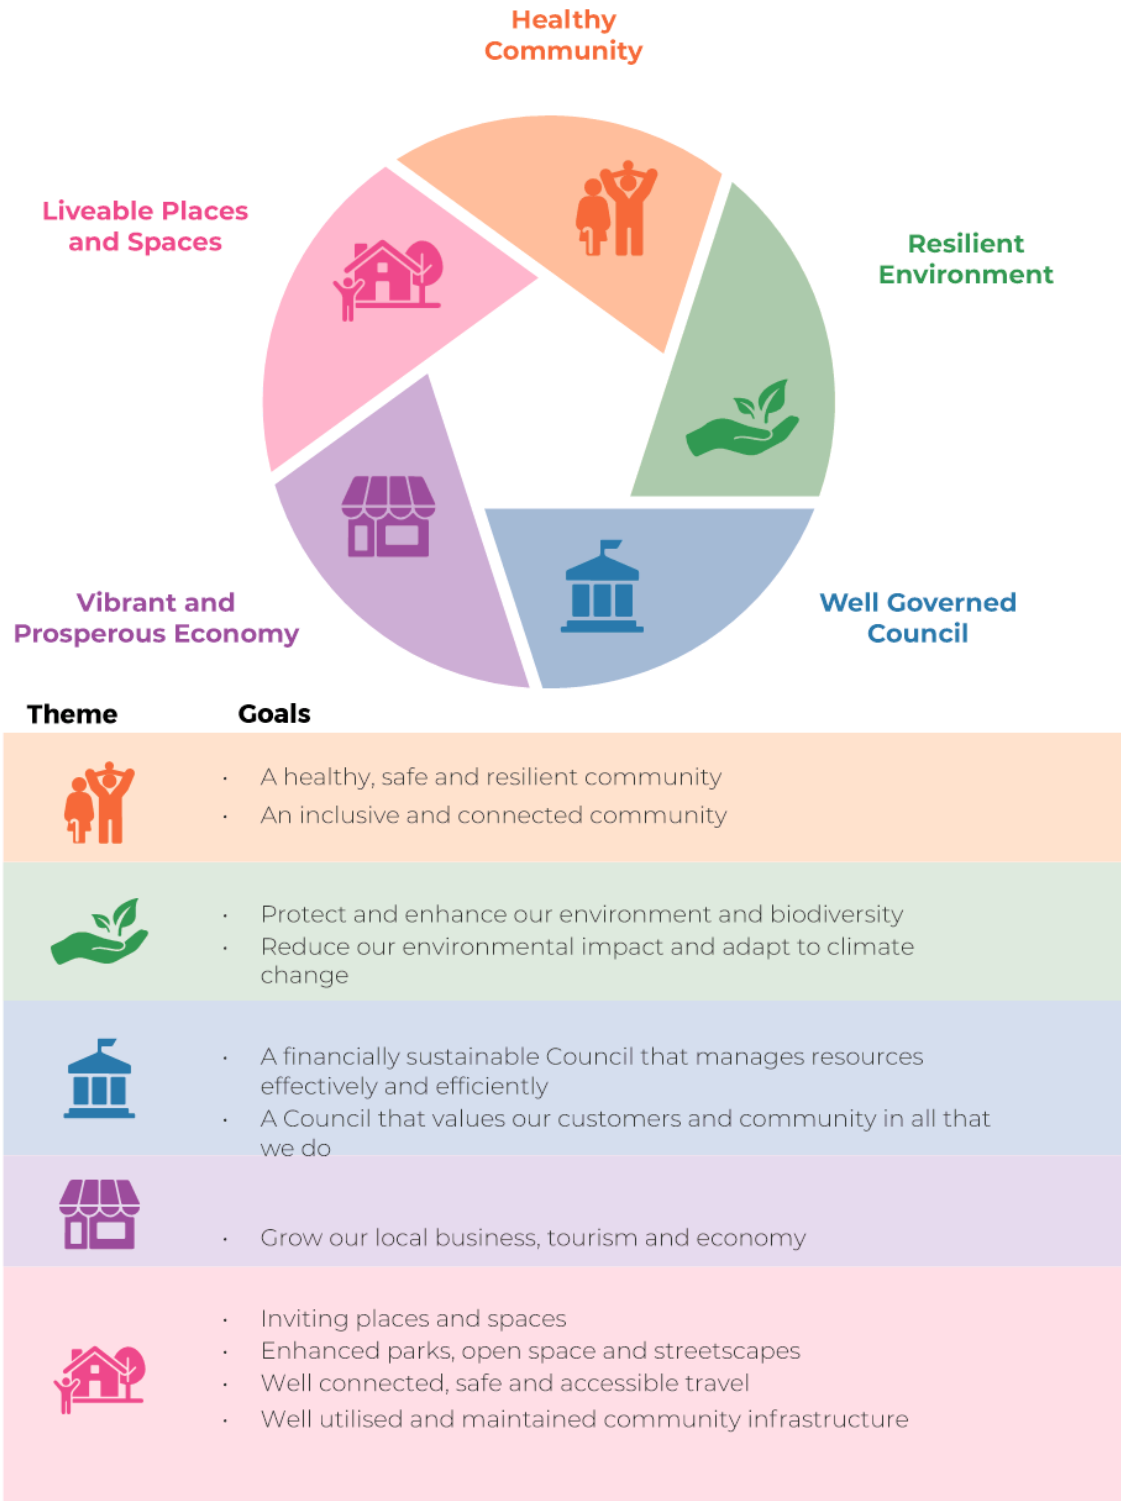 Healthy
Community
Liveable Places
and Spaces
Resilient
Environment
Vibrant and
Prosperous Economy
Well Governed
Council
Theme Goals
• A healthy, safe and resilient community
• An inclusive and connected community
• Protect and enhance our environment and biodiversity
• Reduce our environmental impact and adapt to climate
change
• A financially sustainable Council that manages resources
effectively and efficiently
• A Council that values our customers and community in all that
we do
• Grow our local business, tourism and economy
• Inviting places and spaces
• Enhanced parks, open space and streetscapes
• Well connected, safe and accessible travel
• Well utilised and maintained community infrastructure